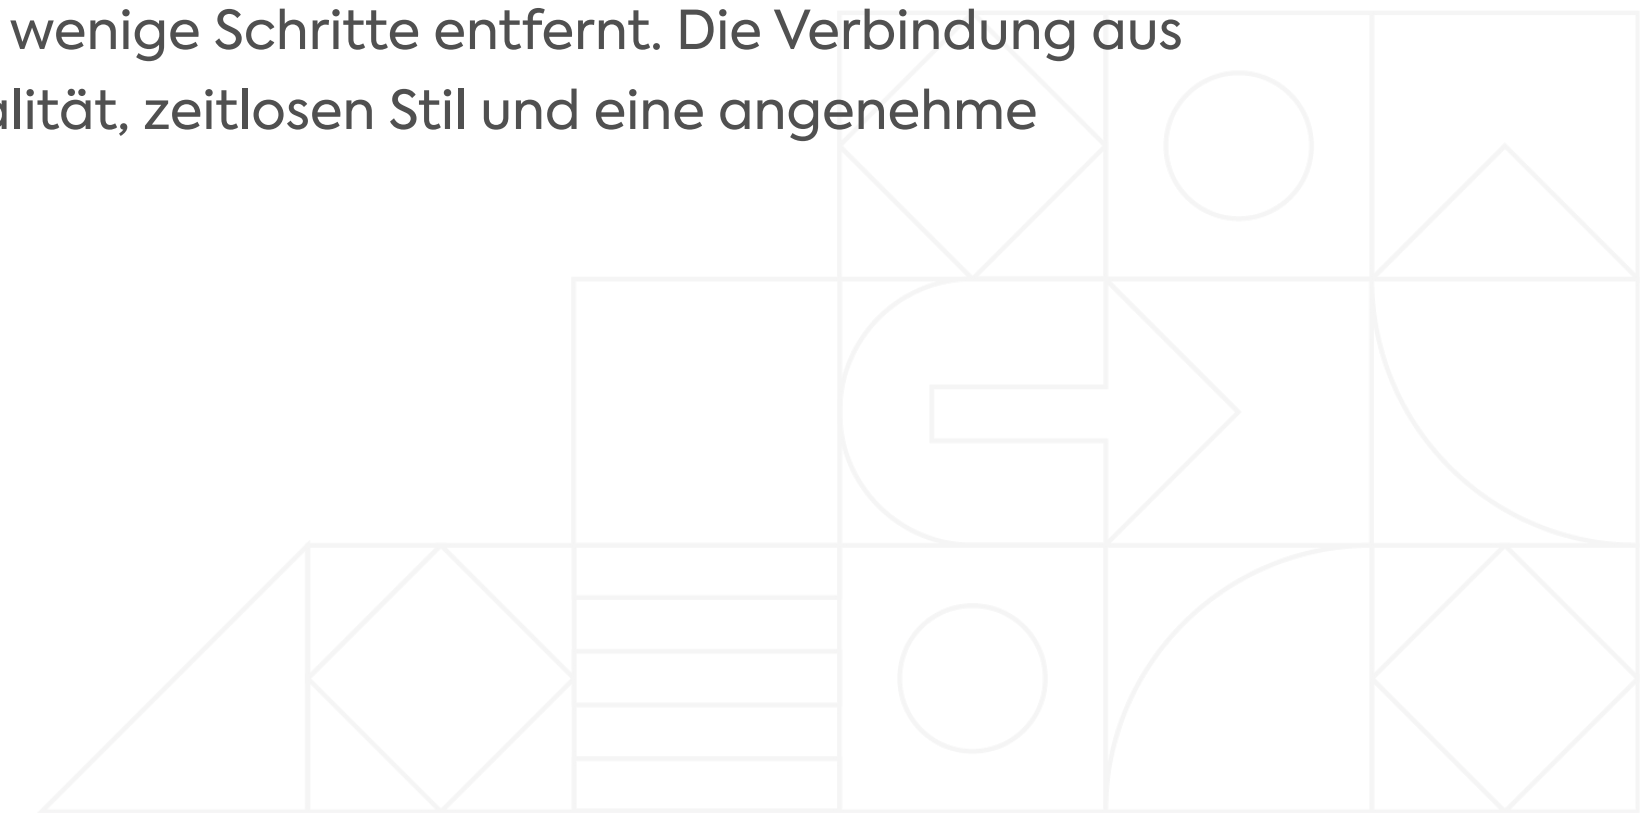 wenige Schritte entfernt. Die Verbindung aus
alität, zeitlosen Stil und eine angenehme